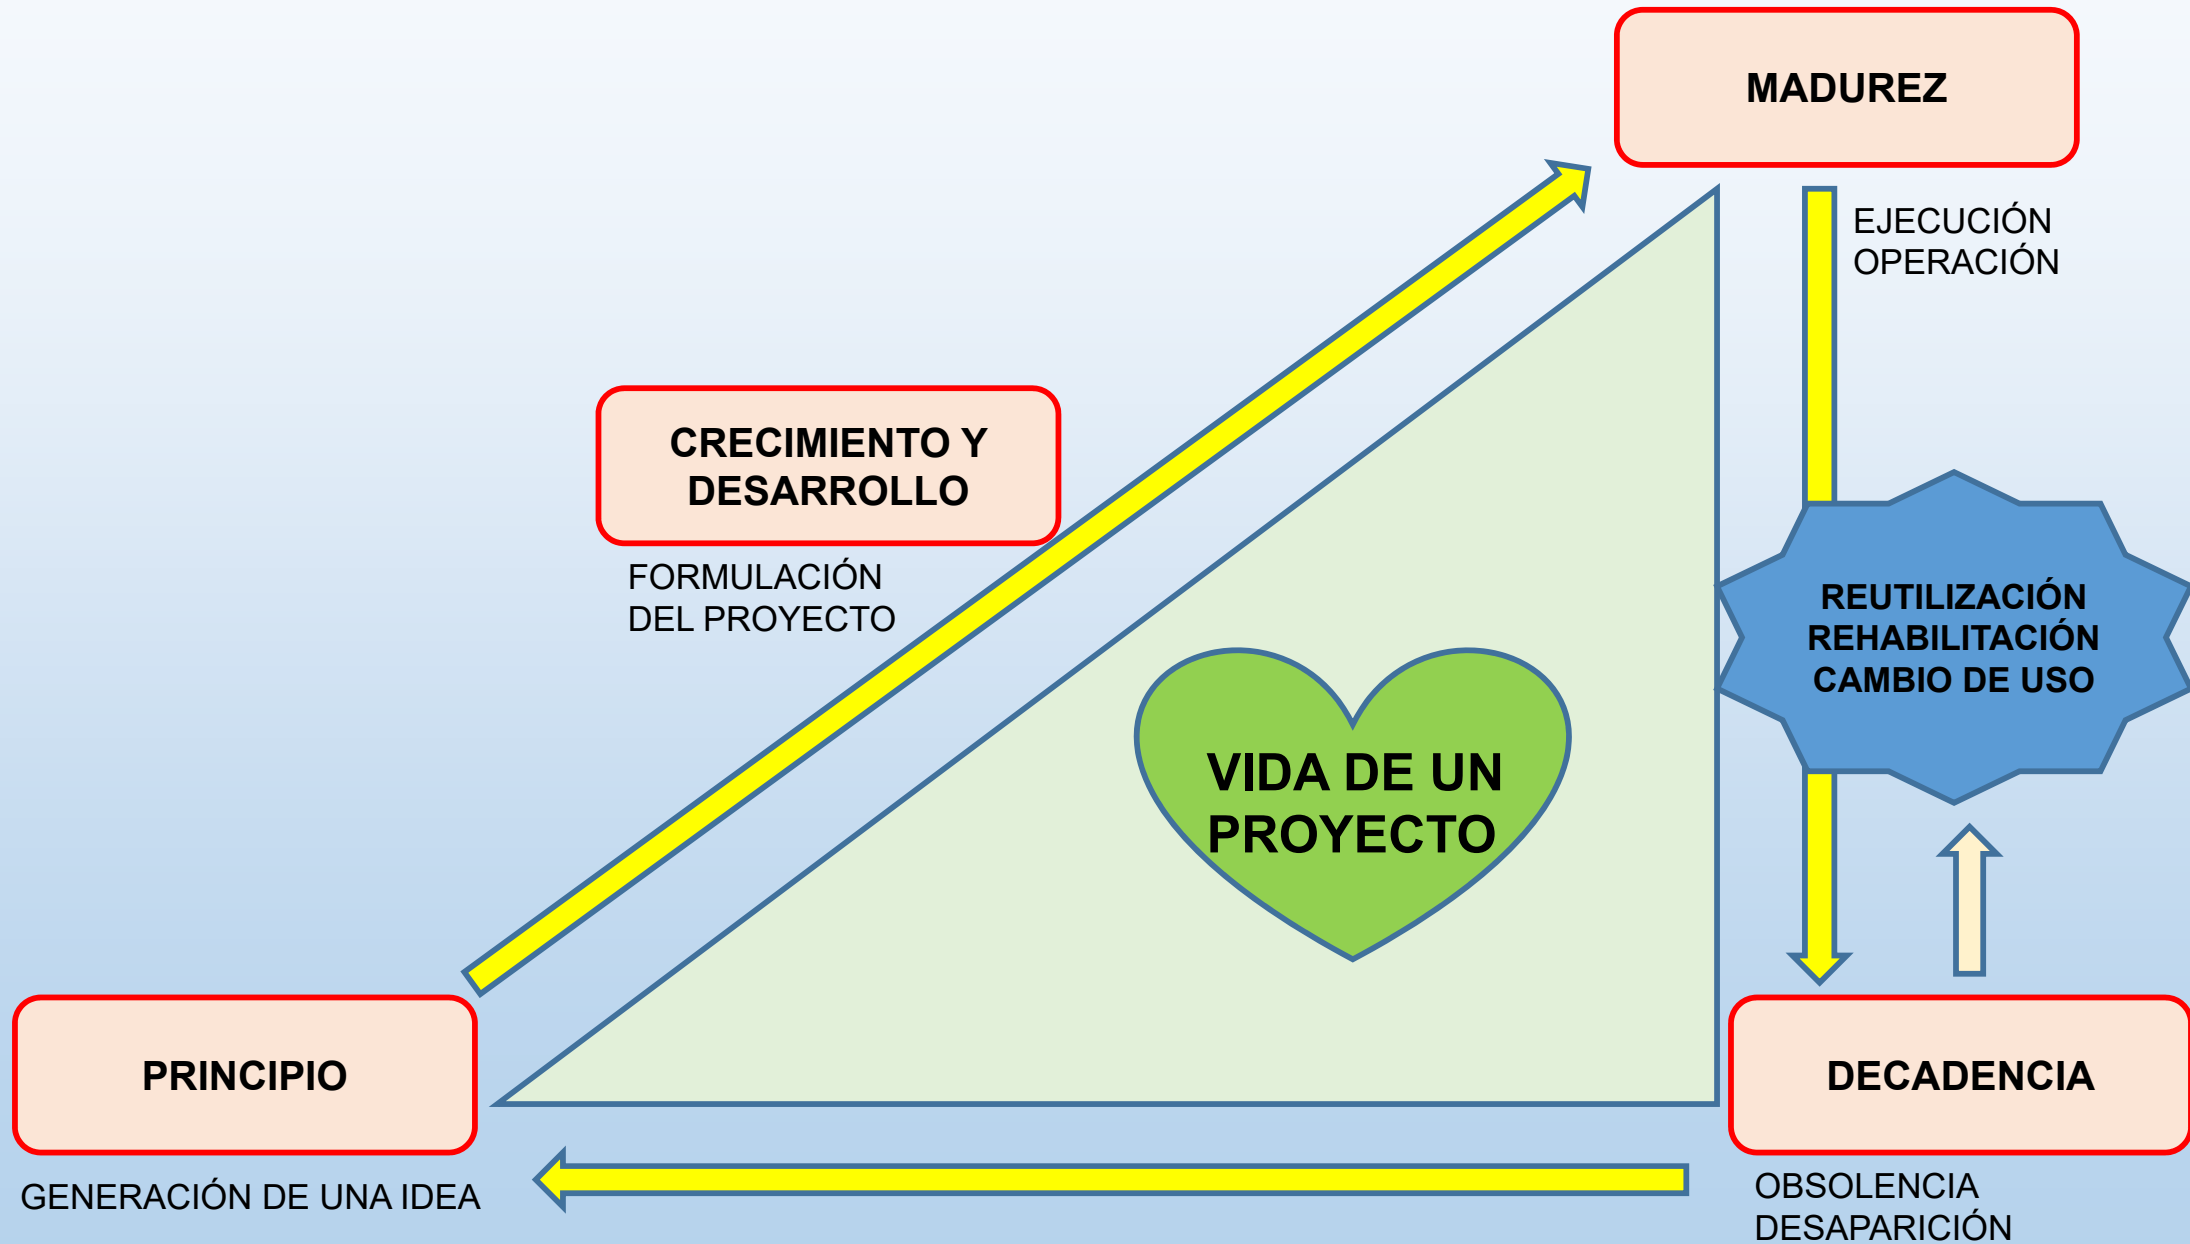 MADUREZ
EJECUCIÓN
OPERACIÓN
CRECIMIENTO Y
DESARROLLO
FORMULACIÓN
DEL PROYECTO
REUTILIZACIÓN
REHABILITACIÓN
CAMBIO DE USO
VIDA DE UN
PROYECTO
PRINCIPIO
GENERACIÓN DE UNA IDEA
DECADENCIA
OBSOLENCIA
DESAPARICIÓN